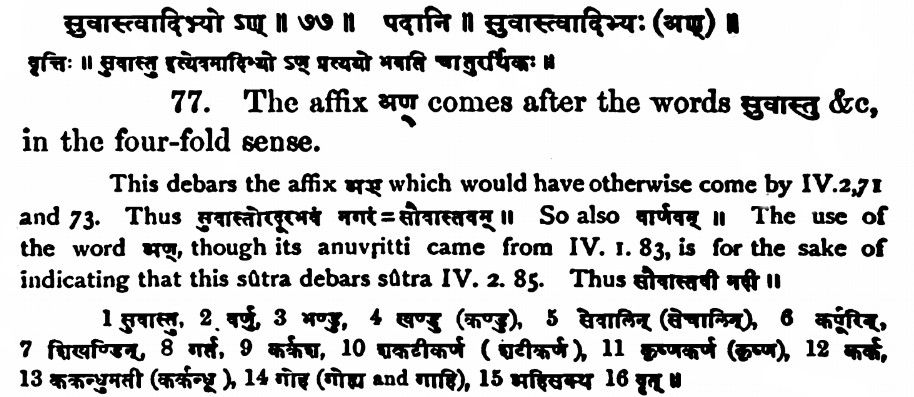 सुवास्त्वादिभ्यो ऽण् ॥ ७७ ॥ पदानि ॥ सुवास्त्वादिभ्यः (अण्) ॥
वृत्तिः ॥ सुवास्तु इत्येवमादिभ्यो ऽण् प्रत्ययो भवति चातुरर्थिकः ॥
77. The affix अण् comes after the words सुवास्तु &c,
in the four-fold sense.
This debars the affix अञ् which would have otherwise come by IV.2,71
and 73. Thus सुवास्तोरदूरभवं नगरं=सौवास्तवम् ॥ So also वार्णवम् ॥ The use of
the word अण्, though its anuvṛitti came from IV. 1. 83, is for the sake of
indicating that this sûtra debars sûtra IV. 2. 85. Thus सौवास्तवी नदी ॥
1 सुवास्तु, 2 वर्णु, 3 भण्डु, 4 खण्डु (कण्डु), 5 सेवालिन् (सेचालिन्), 6 कर्पूरिन्,
7 शिखण्डिन्, 8 गर्त, 9 कर्कश, 10 शकटीकर्ण (शटीकर्ण), 11 कृष्णकर्ण (कृष्ण), 12 कर्क,
13 कर्कन्धुमती (कर्कन्धू), 14 गोह (गोह्य and गाहि), 15 अहिसक्थ 16 वृत् ॥